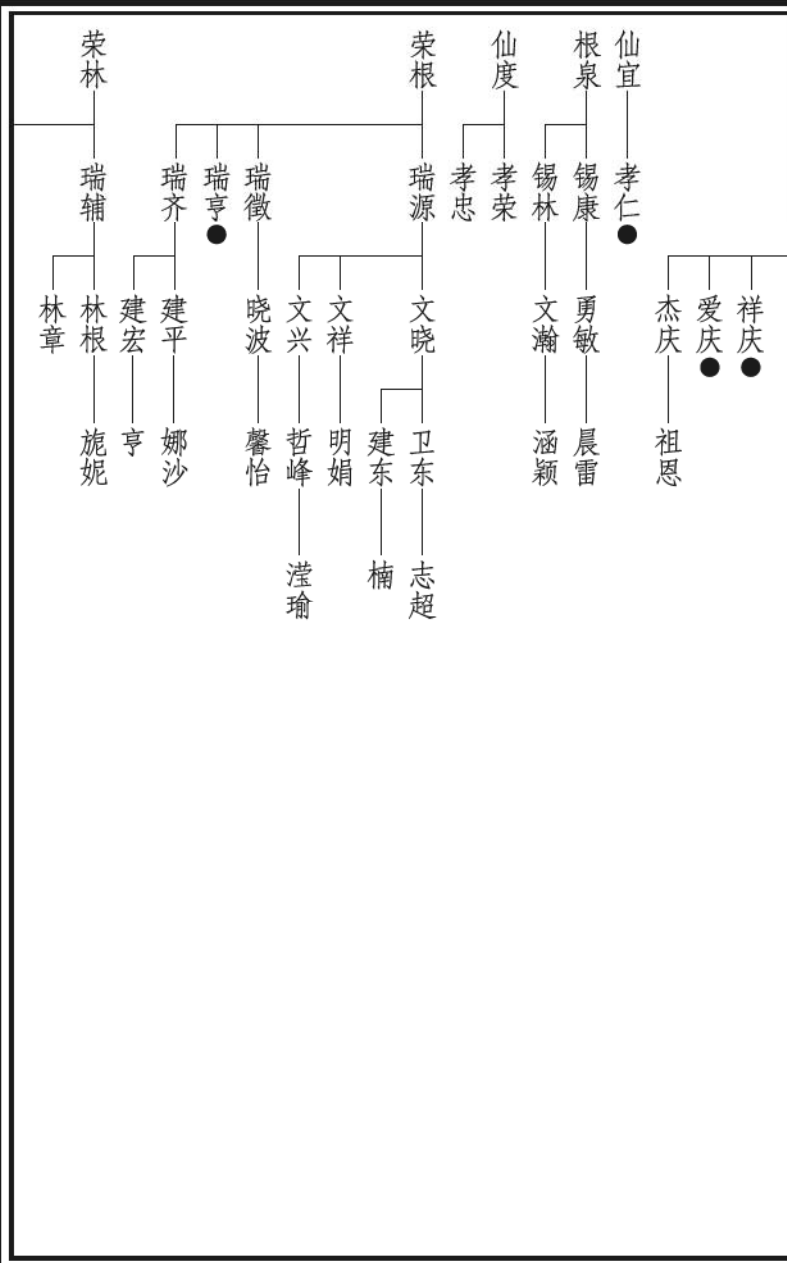 仙宜
根泉
仙度
荣根
荣林
孝仁
锡康
锡林
孝荣
孝忠
瑞源
瑞徵
瑞亨
瑞齐
瑞辅
祥庆
爱庆
杰庆
勇敏
文瀚
文晓
文祥
文兴
晓波
建平
建宏
林根
林章
祖恩
晨雷
涵颖
卫东
建东
明娟
哲峰
馨怡
娜沙
亨
旎妮
志超
楠
滢瑜